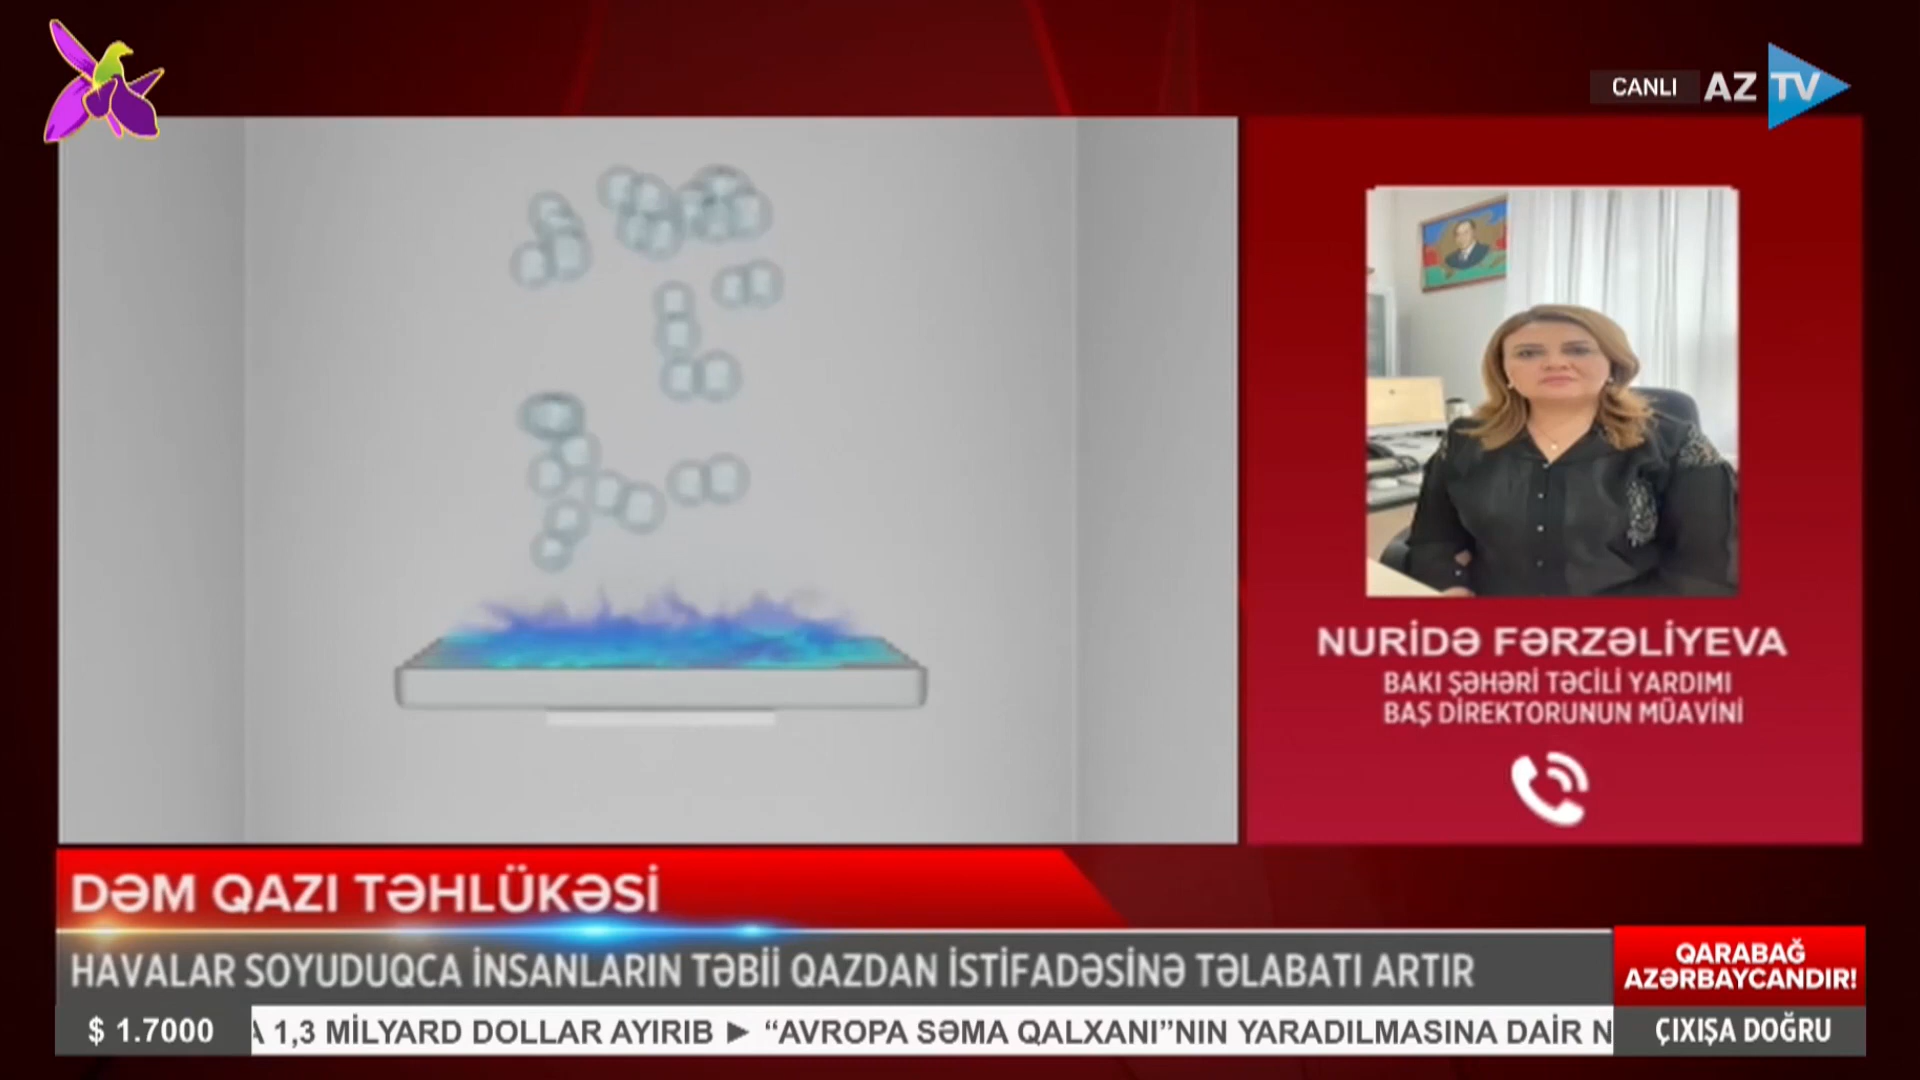 CANLI AZ TV
NURİDƏ FƏRZƏLİYEVA
BAKI ŞƏHƏRİ TƏCİLİ YARDIMI
BAŞ DİREKTORUNUN MÜAVİNİ
DƏM QAZI TƏHLÜKƏSİ
HAVALAR SOYUDUQCA İNSANLARIN TƏBİİ QAZDAN İSTİFADƏSİNƏ TƏLABATI ARTIR
QARABAĞ
AZƏRBAYCANDIR!
$ 1.7000
1,3 MİLYARD DOLLAR AYIRIB ► “AVROPA SƏMA QALXANI”NIN YARADILMASINA DAİR
ÇIXIŞA DOĞRU